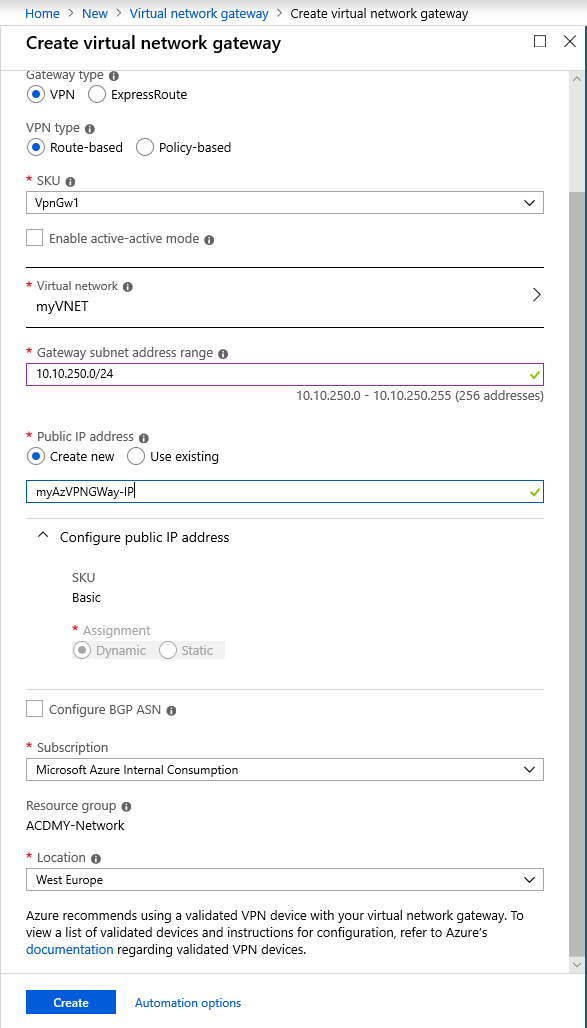 Home > New > Virtual network gateway > Create virtual network gateway
Create virtual network gateway
Gateway type
VPN ExpressRoute
VPN type
Route-based Policy-based
* SKU
VpnGw1
Enable active-active mode
* Virtual network
myVNET
* Gateway subnet address range
10.10.250.0/24
10.10.250.0 - 10.10.250.255 (256 addresses)
* Public IP address
Create new Use existing
myAzVPNGWay-IP
Configure public IP address
SKU
Basic
* Assignment
Dynamic Static
Configure BGP ASN
* Subscription
Microsoft Azure Internal Consumption
Resource group
ACDMY-Network
* Location
West Europe
Azure recommends using a validated VPN device with your virtual network gateway. To
view a list of validated devices and instructions for configuration, refer to Azure's
documentation regarding validated VPN devices.
Create Automation options